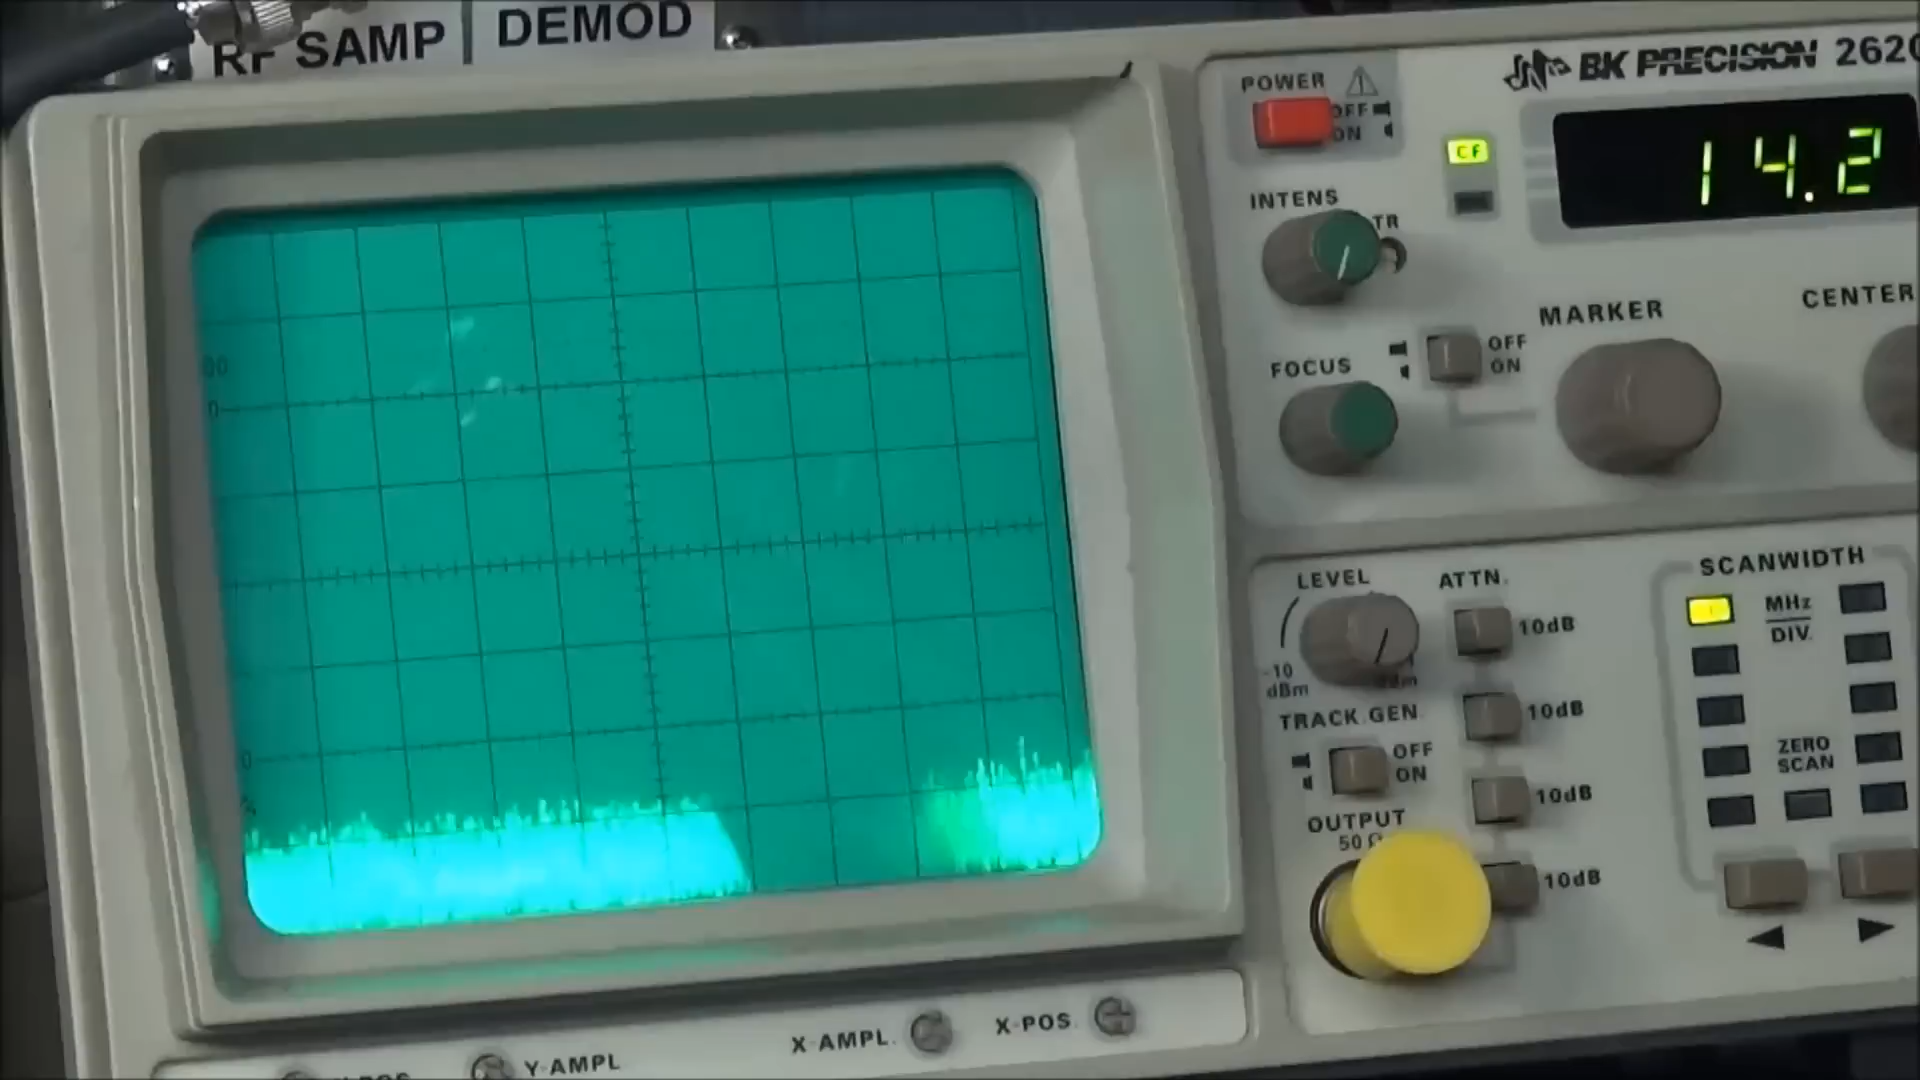 RF SAMP | DEMOD
BK PRECISION 262
POWER
OFF
ON
CF
14.2
INTENS
TR
MARKER
CENTER
OFF
ON
FOCUS
LEVEL
ATTN.
10dB
-10
dBm
SCANWIDTH
MHz
DIV.
TRACK.GEN.
10dB
OFF
ON
ZERO
SCAN
10dB
OUTPUT
50 Ω
10dB
X-AMPL.
X-POS.
Y-AMPL